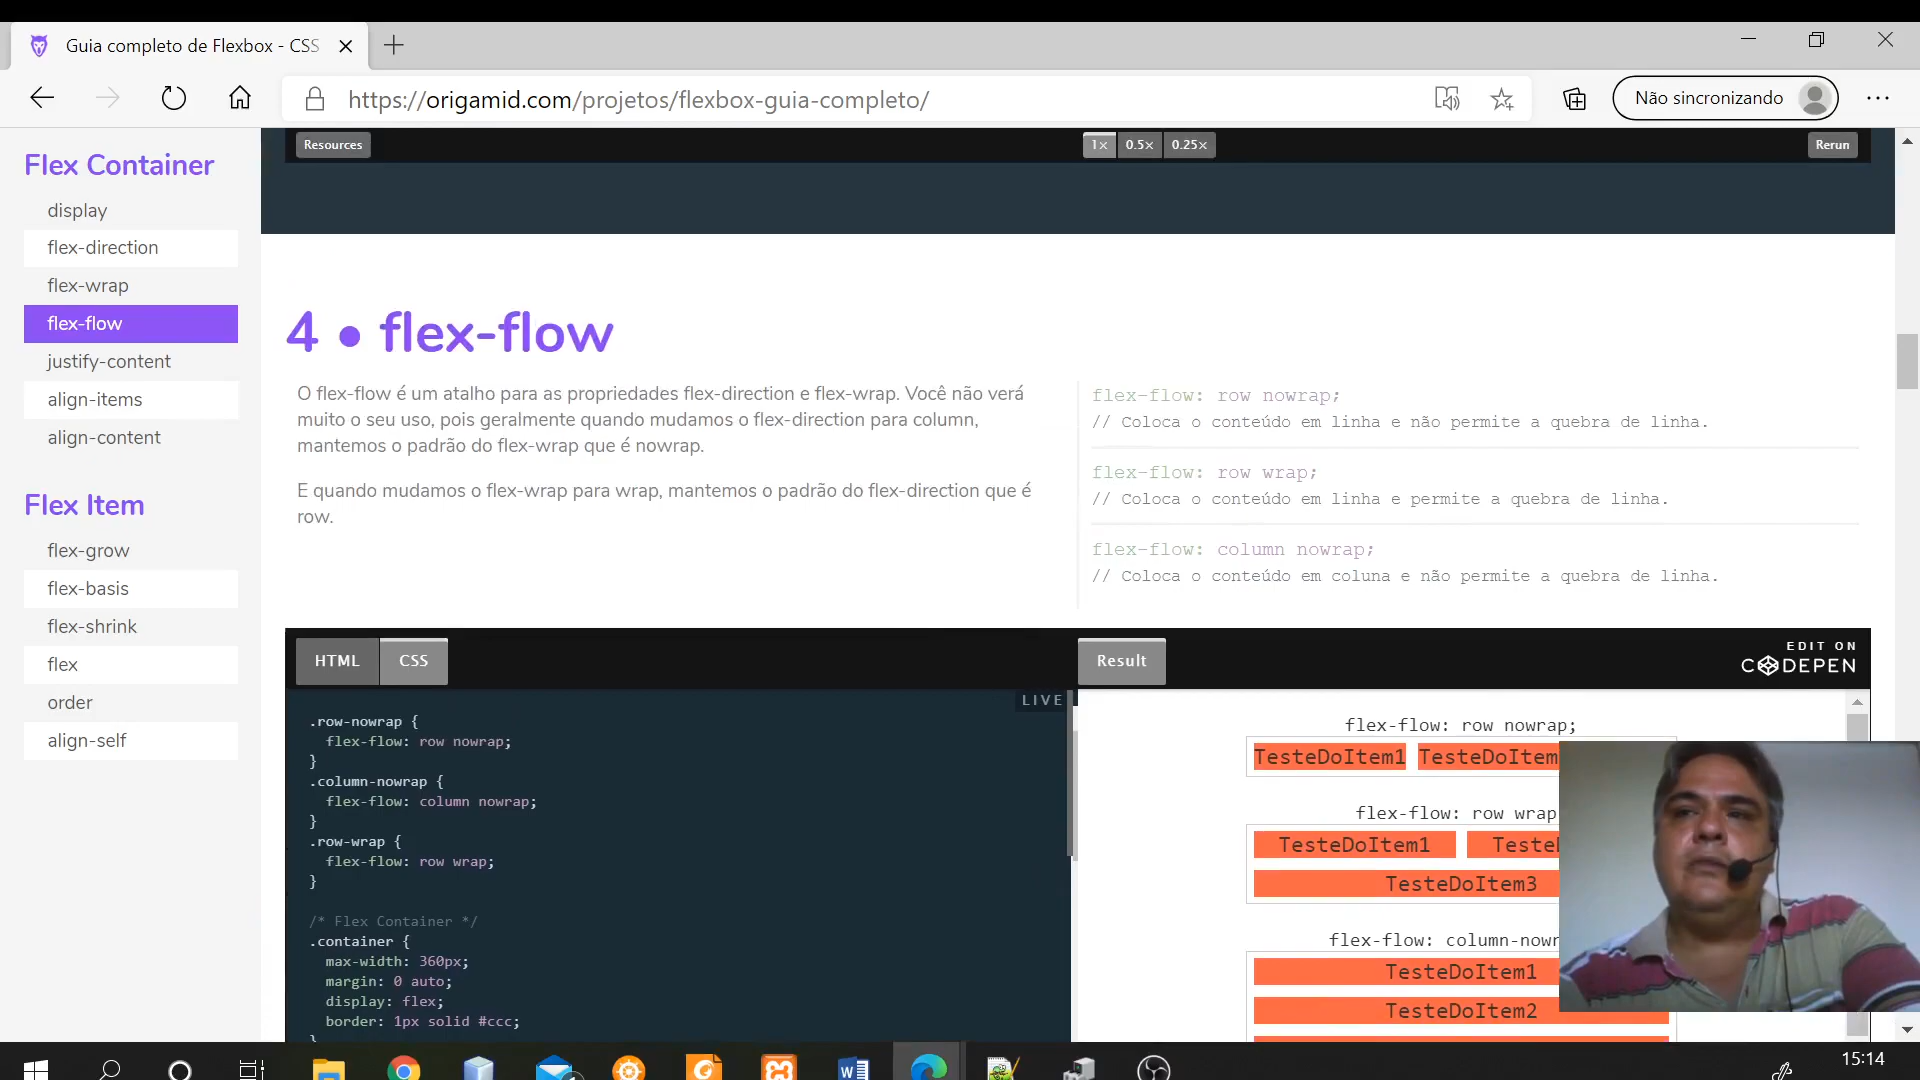 Guia completo de Flexbox - CSS
https://origamid.com/projetos/flexbox-guia-completo/
Não sincronizando
Flex Container
display
flex-direction
flex-wrap
flex-flow
justify-content
align-items
align-content
Flex Item
flex-grow
flex-basis
flex-shrink
flex
order
align-self
Resources
1×
0.5×
0.25×
Rerun
4 • flex-flow
O flex-flow é um atalho para as propriedades flex-direction e flex-wrap. Você não verá
muito o seu uso, pois geralmente quando mudamos o flex-direction para column,
mantemos o padrão do flex-wrap que é nowrap.
E quando mudamos o flex-wrap para wrap, mantemos o padrão do flex-direction que é
row.
flex-flow: row nowrap;
// Coloca o conteúdo em linha e não permite a quebra de linha.
flex-flow: row wrap;
// Coloca o conteúdo em linha e permite a quebra de linha.
flex-flow: column nowrap;
// Coloca o conteúdo em coluna e não permite a quebra de linha.
HTML
CSS
Result
EDIT ON
CODEPEN
LIVE
.row-nowrap {
flex-flow: row nowrap;
}
.column-nowrap {
flex-flow: column nowrap;
}
.row-wrap {
flex-flow: row wrap;
}
/* Flex Container */
.container {
max-width: 360px;
margin: 0 auto;
display: flex;
border: 1px solid #ccc;
}
flex-flow: row nowrap;
TesteDoItem1 TesteDoItem
flex-flow: row wrap
TesteDoItem1 Teste
TesteDoItem3
flex-flow: column-now
TesteDoItem1
TesteDoItem2
15:14